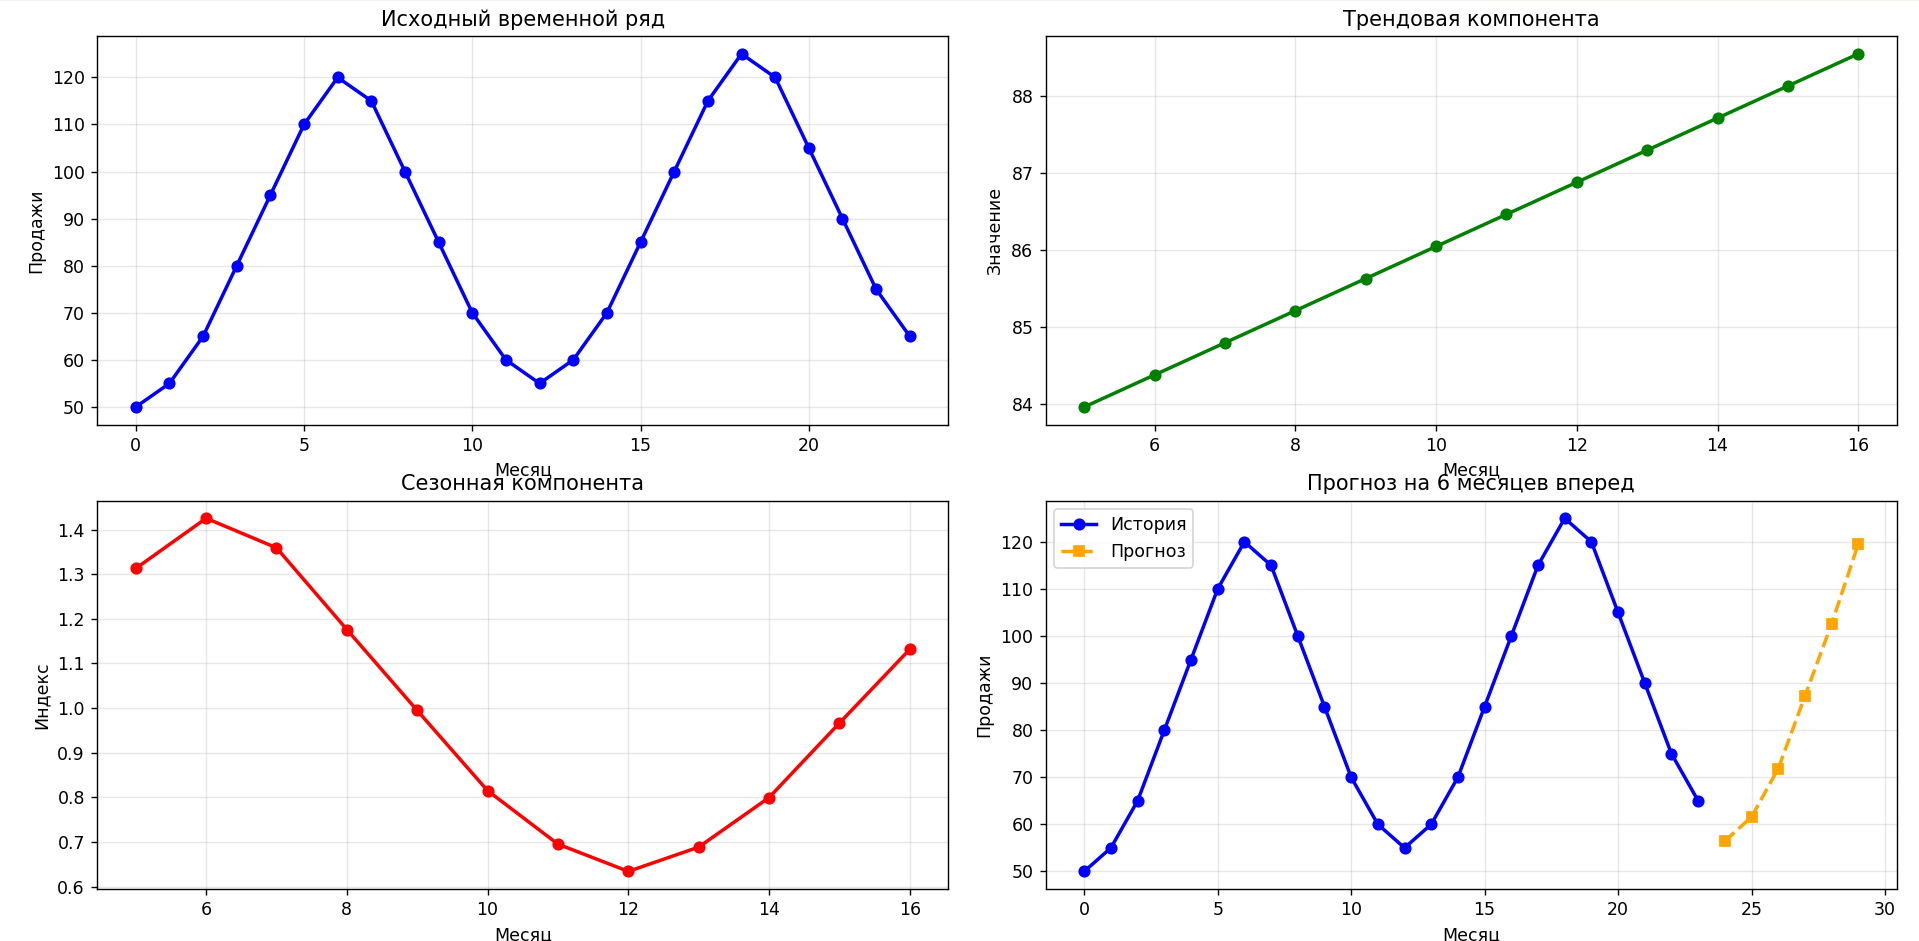 Исходный временной ряд
Продажи
120
110
100
90
80
70
60
50
0 5 10 15 20
Месяц
Трендовая компонента
Значение
88
87
86
85
84
6 8 10 12 14 16
Месяц
Сезонная компонента
Индекс
1.4
1.3
1.2
1.1
1.0
0.9
0.8
0.7
0.6
6 8 10 12 14 16
Месяц
Прогноз на 6 месяцев вперед
История
Прогноз
Продажи
120
110
100
90
80
70
60
50
0 5 10 15 20 25 30
Месяц